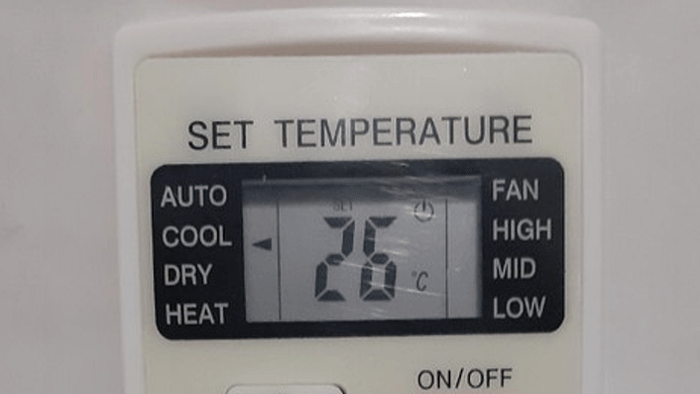 SET TEMPERATURE
AUTO
COOL
DRY
HEAT
SET
26 °C
FAN
HIGH
MID
LOW
ON/OFF